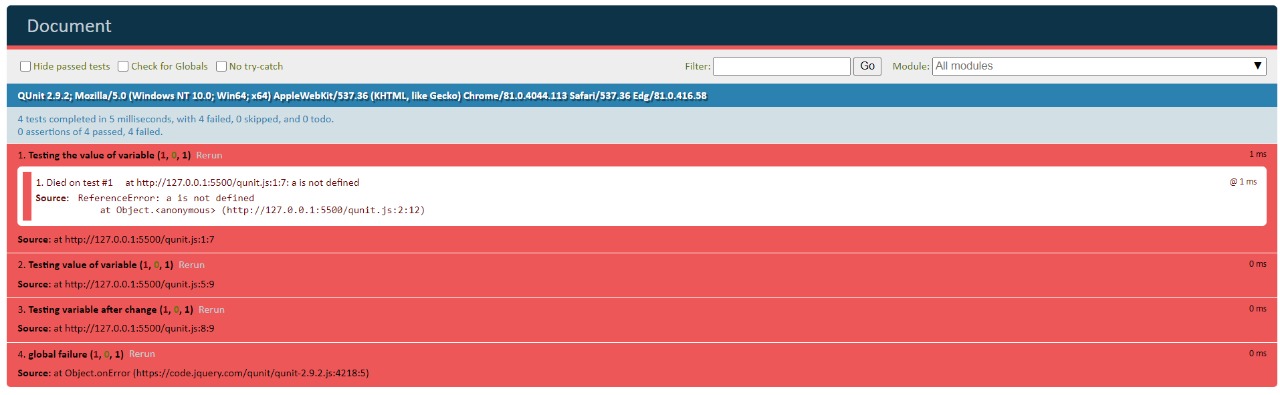 Document
Hide passed tests Check for Globals No try-catch Filter: Go Module: All modules ▼
QUnit 2.9.2; Mozilla/5.0 (Windows NT 10.0; Win64; x64) AppleWebKit/537.36 (KHTML, like Gecko) Chrome/81.0.4044.113 Safari/537.36 Edg/81.0.416.58
4 tests completed in 5 milliseconds, with 4 failed, 0 skipped, and 0 todo.
0 assertions of 4 passed, 4 failed.
1. Testing the value of variable (1, 0, 1) Rerun 1 ms
1. Died on test #1 at http://127.0.0.1:5500/qunit.js:1:7: a is not defined @ 1 ms
Source: ReferenceError: a is not defined
at Object.<anonymous> (http://127.0.0.1:5500/qunit.js:2:12)
Source: at http://127.0.0.1:5500/qunit.js:1:7
2. Testing value of variable (1, 0, 1) Rerun 0 ms
Source: at http://127.0.0.1:5500/qunit.js:5:9
3. Testing variable after change (1, 0, 1) Rerun 0 ms
Source: at http://127.0.0.1:5500/qunit.js:8:9
4. global failure (1, 0, 1) Rerun 0 ms
Source: at Object.onError (https://code.jquery.com/qunit/qunit-2.9.2.js:4218:5)